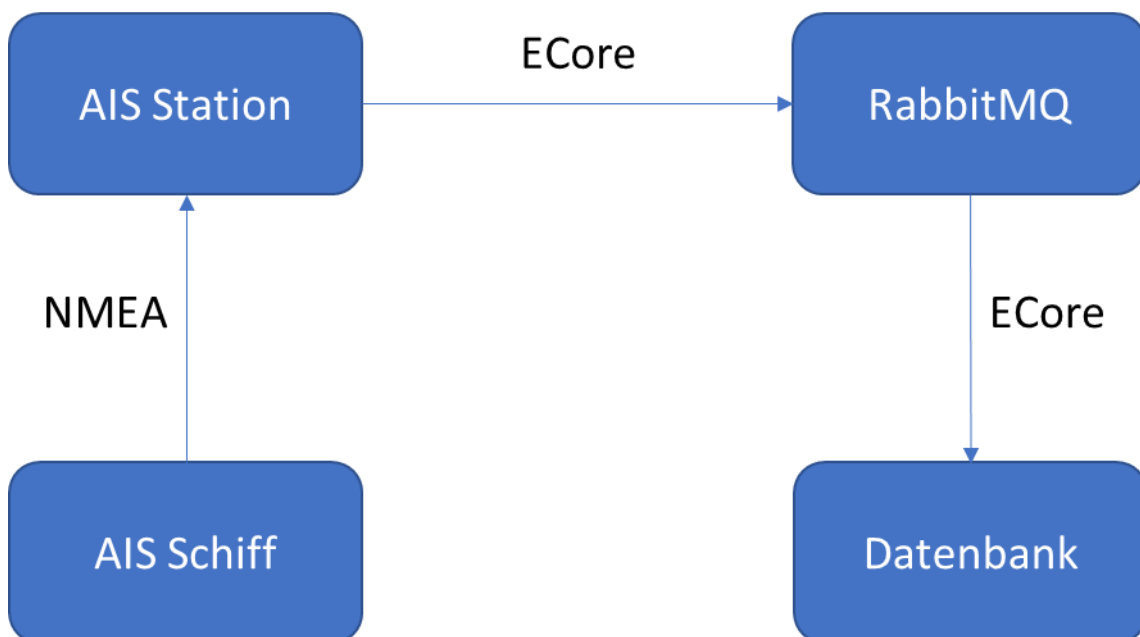 AIS Station
ECore
RabbitMQ
NMEA
ECore
AIS Schiff
Datenbank